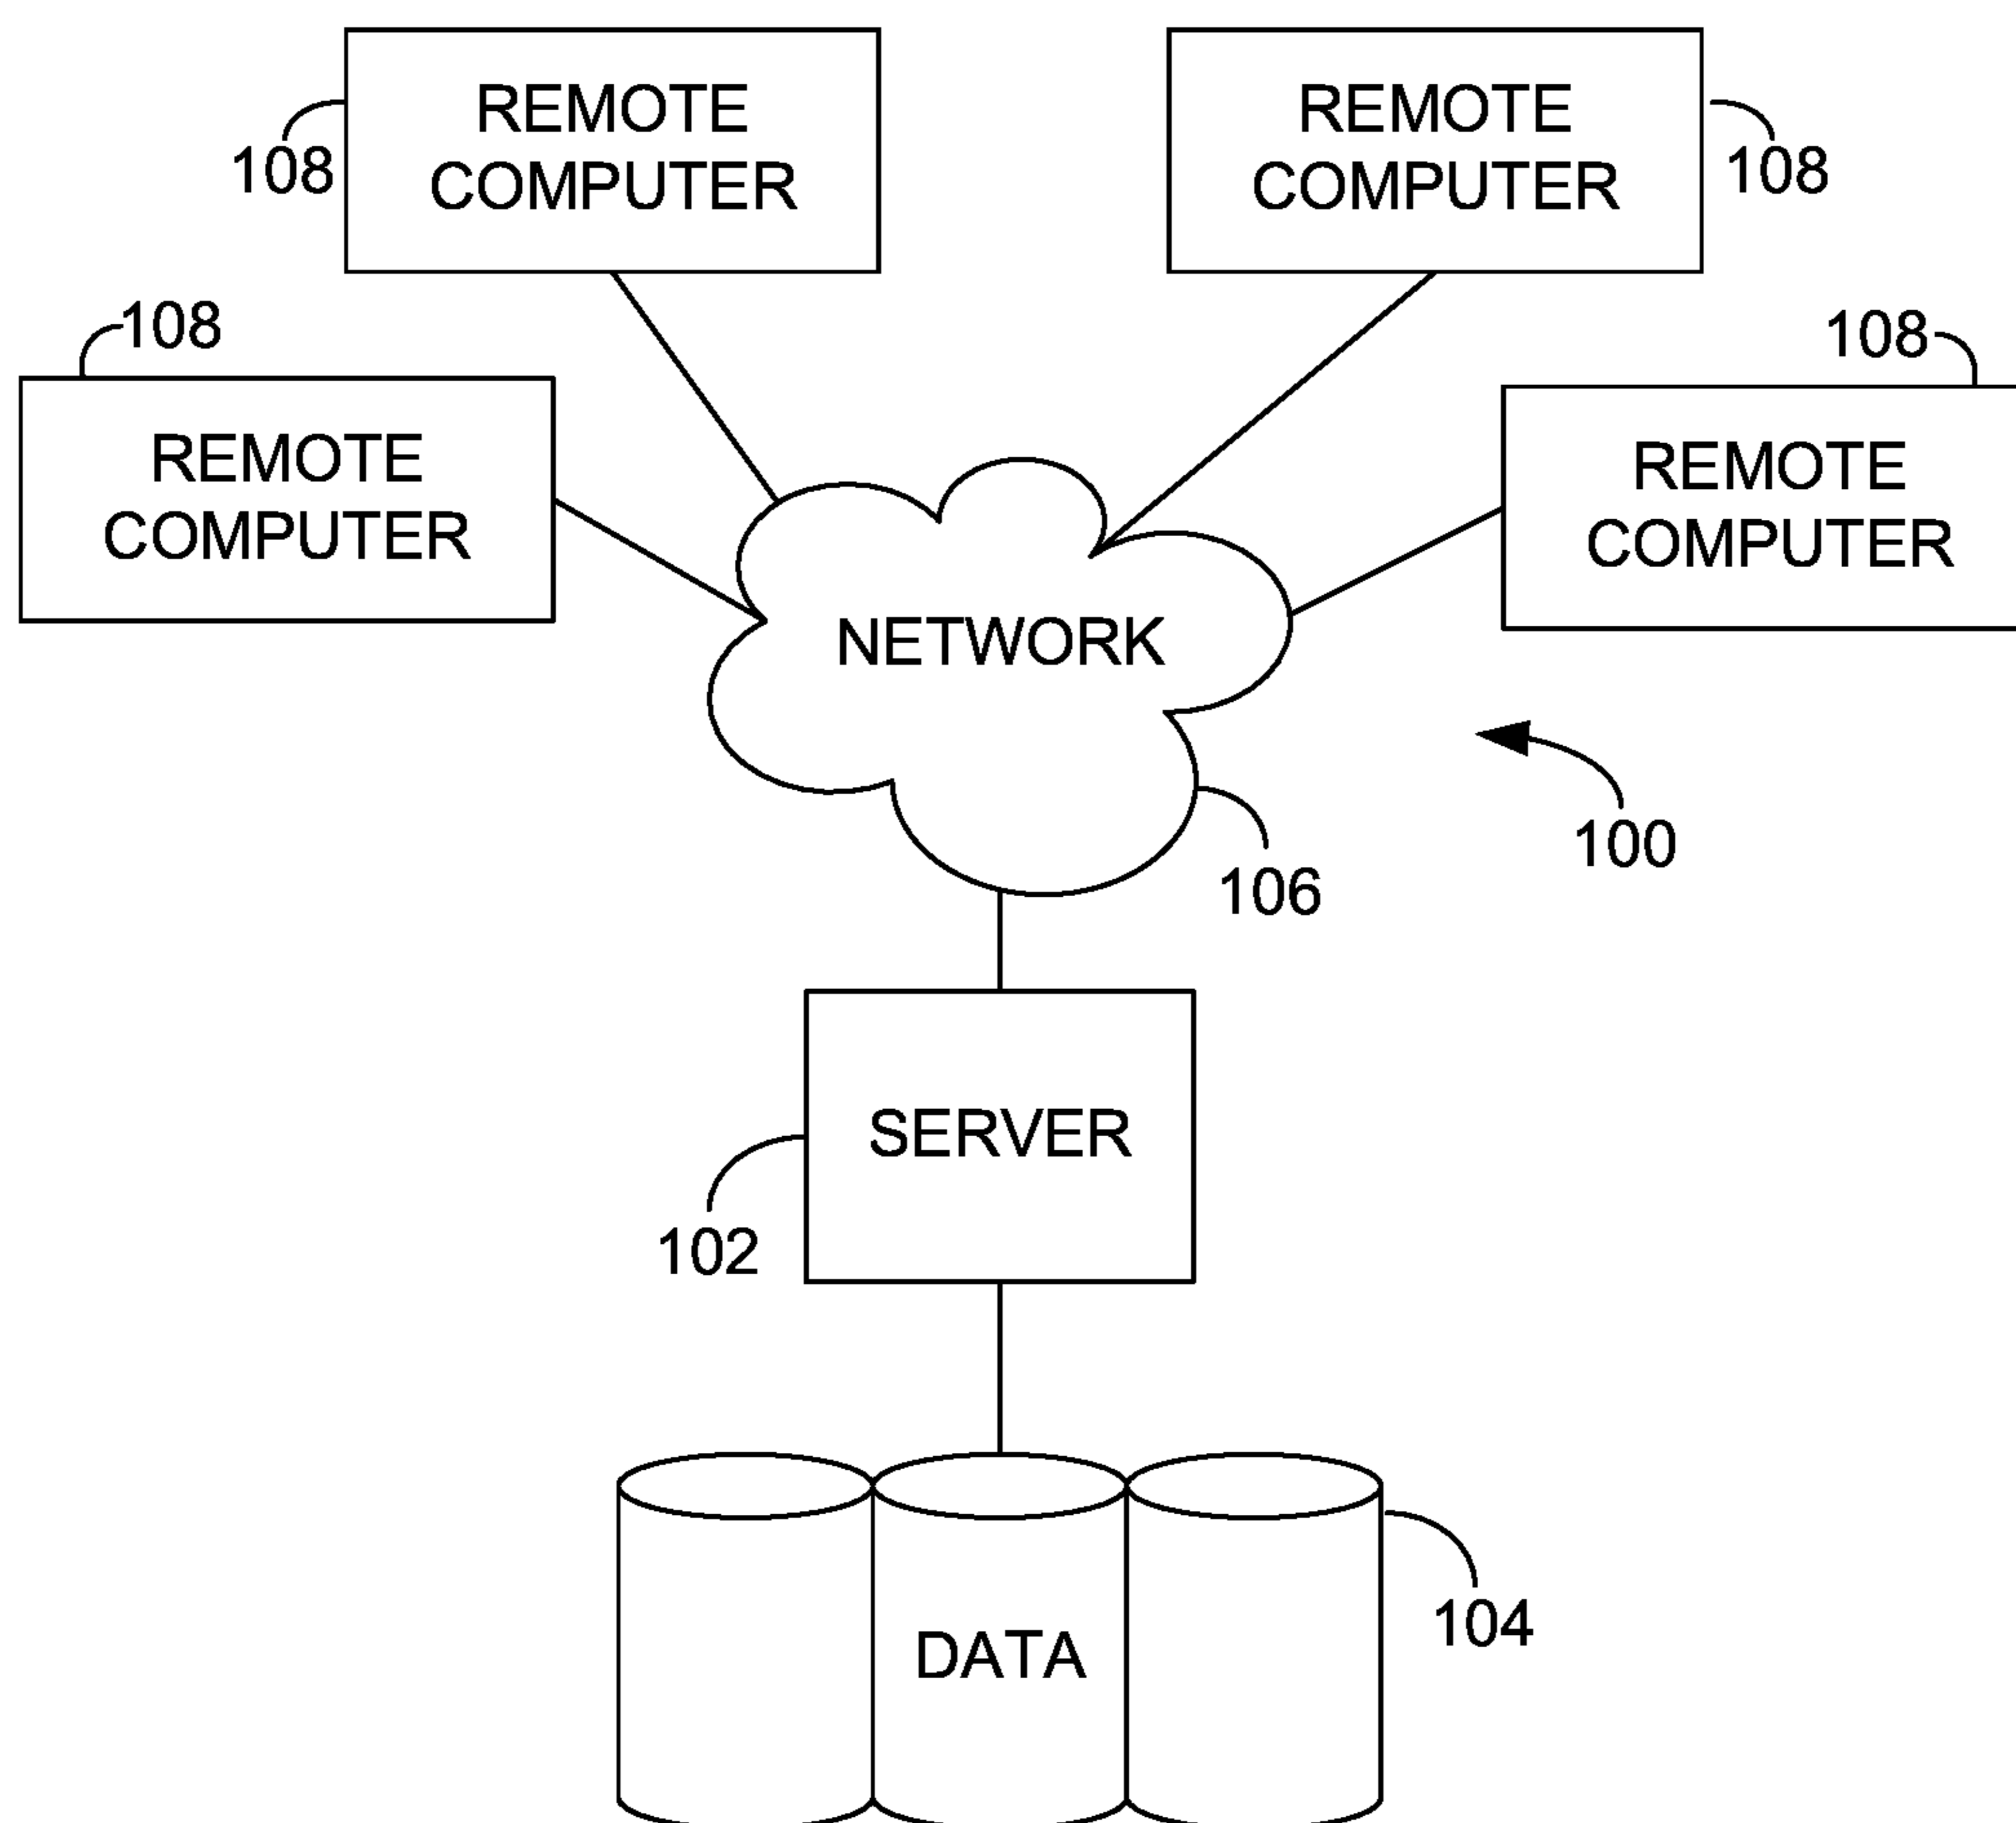 REMOTE
COMPUTER
108
REMOTE
COMPUTER
108
108
REMOTE
COMPUTER
108
REMOTE
COMPUTER
NETWORK
100
106
SERVER
102
104
DATA